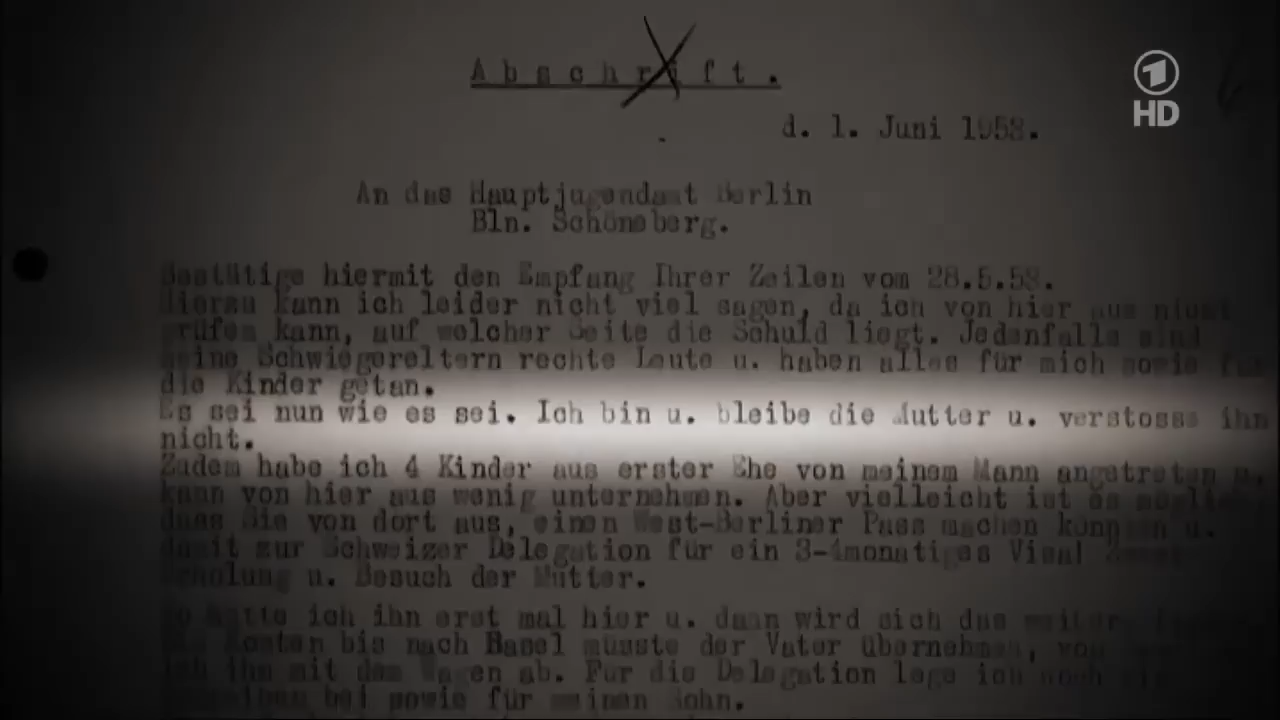 Abschrift.
1
HD
d. 1. Juni 1958.
An das Hauptjugendamt Berlin
Bln. Schöneberg.
Bestätige hiermit den Empfang Ihrer Zeilen vom 28.5.58.
Hierzu kann ich leider nicht viel sagen, da ich von hier aus nicht
prüfen kann, auf welcher Seite die Schuld liegt. Jedenfalls sind
meine Schwiegereltern rechte Leute u. haben alles für mich sowie für
die Kinder getan.
Es sei nun wie es sei. Ich bin u. bleibe die Mutter u. verstosse ihn
nicht.
Zudem habe ich 4 Kinder aus erster Ehe von meinem Mann angetreten u.
kann von hier aus wenig unternehmen. Aber vielleicht ist es möglich
dass Sie von dort aus, einen West-Berliner Pass machen können u.
damit zur Schweizer Delegation für ein 3-4monatiges Visa!
Erholung u. Besuch der Mutter.
So hätte ich ihn erst mal hier u. dann wird sich das weitere
Die Kosten bis nach Basel müsste der Vater übernehmen, von
ich ihn mit dem Wagen ab. Für die Delegation lege ich noch ein
Schreiben bei sowie für meinen Sohn.